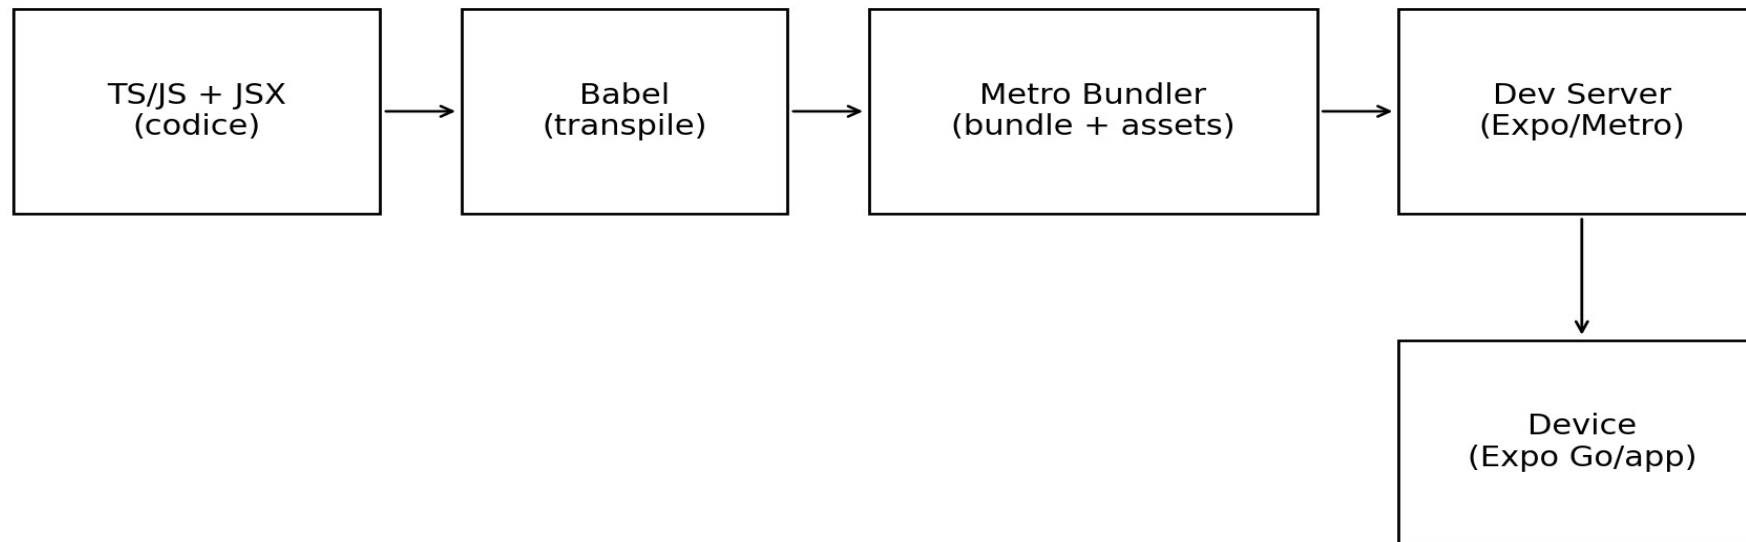 TS/JS + JSX
(codice)
Babel
(transpile)
Metro Bundler
(bundle + assets)
Dev Server
(Expo/Metro)
Device
(Expo Go/app)